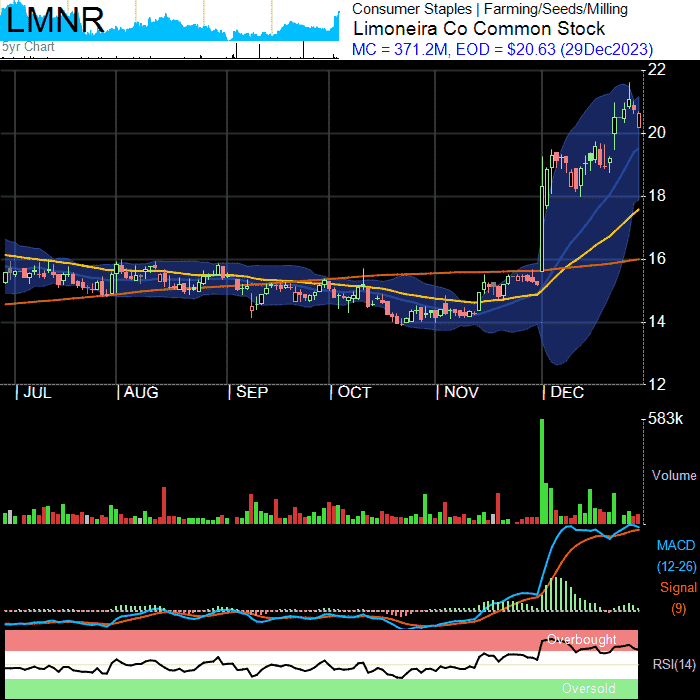 LMNR
5yr Chart
Consumer Staples | Farming/Seeds/Milling
Limoneira Co Common Stock
MC = 371.2M, EOD = $20.63 (29Dec2023)
22
20
18
16
14
12
JUL AUG SEP OCT NOV DEC
583k
Volume
MACD
(12-26)
Signal
(9)
Overbought
RSI(14)
Oversold